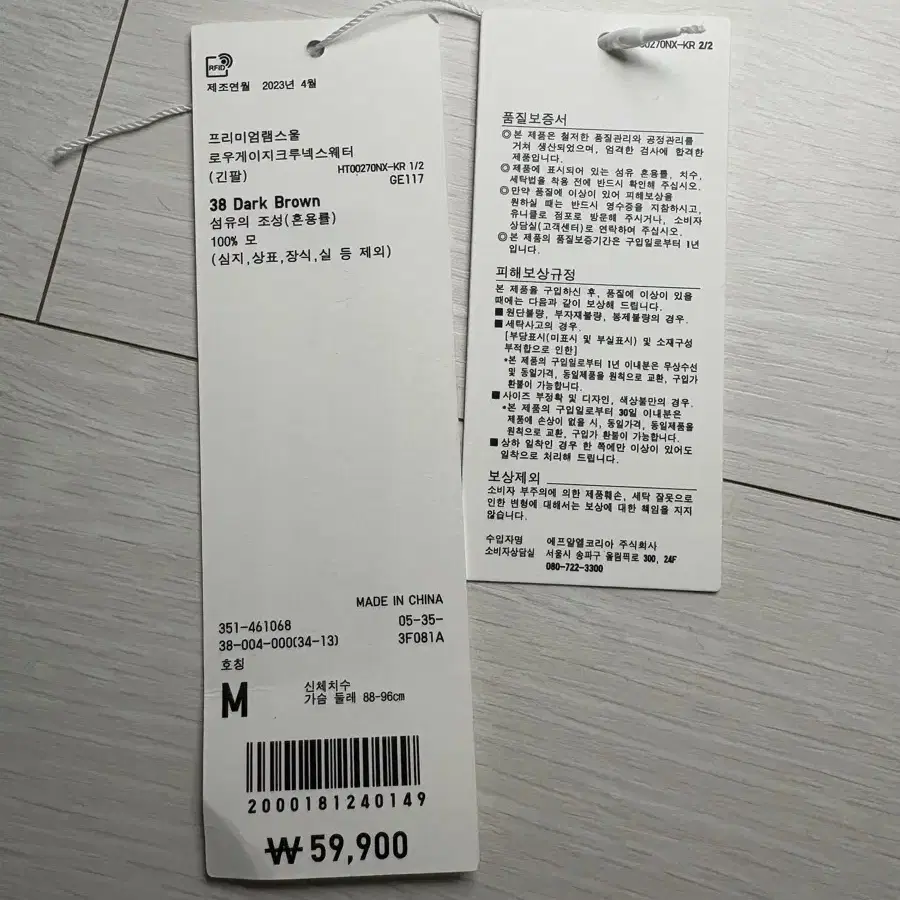 RFID
제조연월 2023년 4월
프리미엄램스울
로우게이지크루넥스웨터
(긴팔)
HT00270NX-KR 1/2
GE117
38 Dark Brown
섬유의 조성(혼용률)
100% 모
(심지,상표,장식,실 등 제외)
MADE IN CHINA
351-461068
05-35-
38-004-000(34-13)
3F081A
호칭
M
신체치수
가슴 둘레 88-96cm
2000181240149
₩59,900
00270NX-KR 2/2
품질보증서
◎본 제품은 철저한 품질관리와 공정관리를
거쳐 생산되었으며, 엄격한 검사에 합격한
제품입니다.
◎제품에 표시되어 있는 섬유 혼용률, 치수,
세탁법을 착용 전에 반드시 확인해 주십시오.
◎만약 품질에 이상이 있어 피해보상을
원하실 때는 반드시 영수증을 지참하시고,
유니클로 점포로 방문해 주시거나, 소비자
상담실(고객센터)로 연락하여 주십시오.
◎본 제품의 품질보증기간은 구입일로부터 1년
입니다.
피해보상규정
본 제품을 구입하신 후, 품질에 이상이 있을
때에는 다음과 같이 보상해 드립니다.
■원단불량, 부자재불량, 봉제불량의 경우.
■세탁사고의 경우.
[부당표시(미표시 및 부실표시) 및 소재구성
부적합으로 인한]
*본 제품의 구입일로부터 1년 이내분은 무상수선
및 동일가격, 동일제품을 원칙으로 교환, 구입가
환불이 가능합니다.
■사이즈 부정확 및 디자인, 색상불만의 경우.
*본 제품의 구입일로부터 30일 이내분은
제품에 손상이 없을 시, 동일가격, 동일제품을
원칙으로 교환, 구입가 환불이 가능합니다.
■상하 일착인 경우 한 쪽에만 이상이 있어도
일착으로 처리해 드립니다.
보상제외
소비자 부주의에 의한 제품훼손, 세탁 잘못으로
인한 변형에 대해서는 보상에 대한 책임을 지지
않습니다.
수입자명 에프알엘코리아 주식회사
소비자상담실 서울시 송파구 올림픽로 300, 24F
080-722-3300